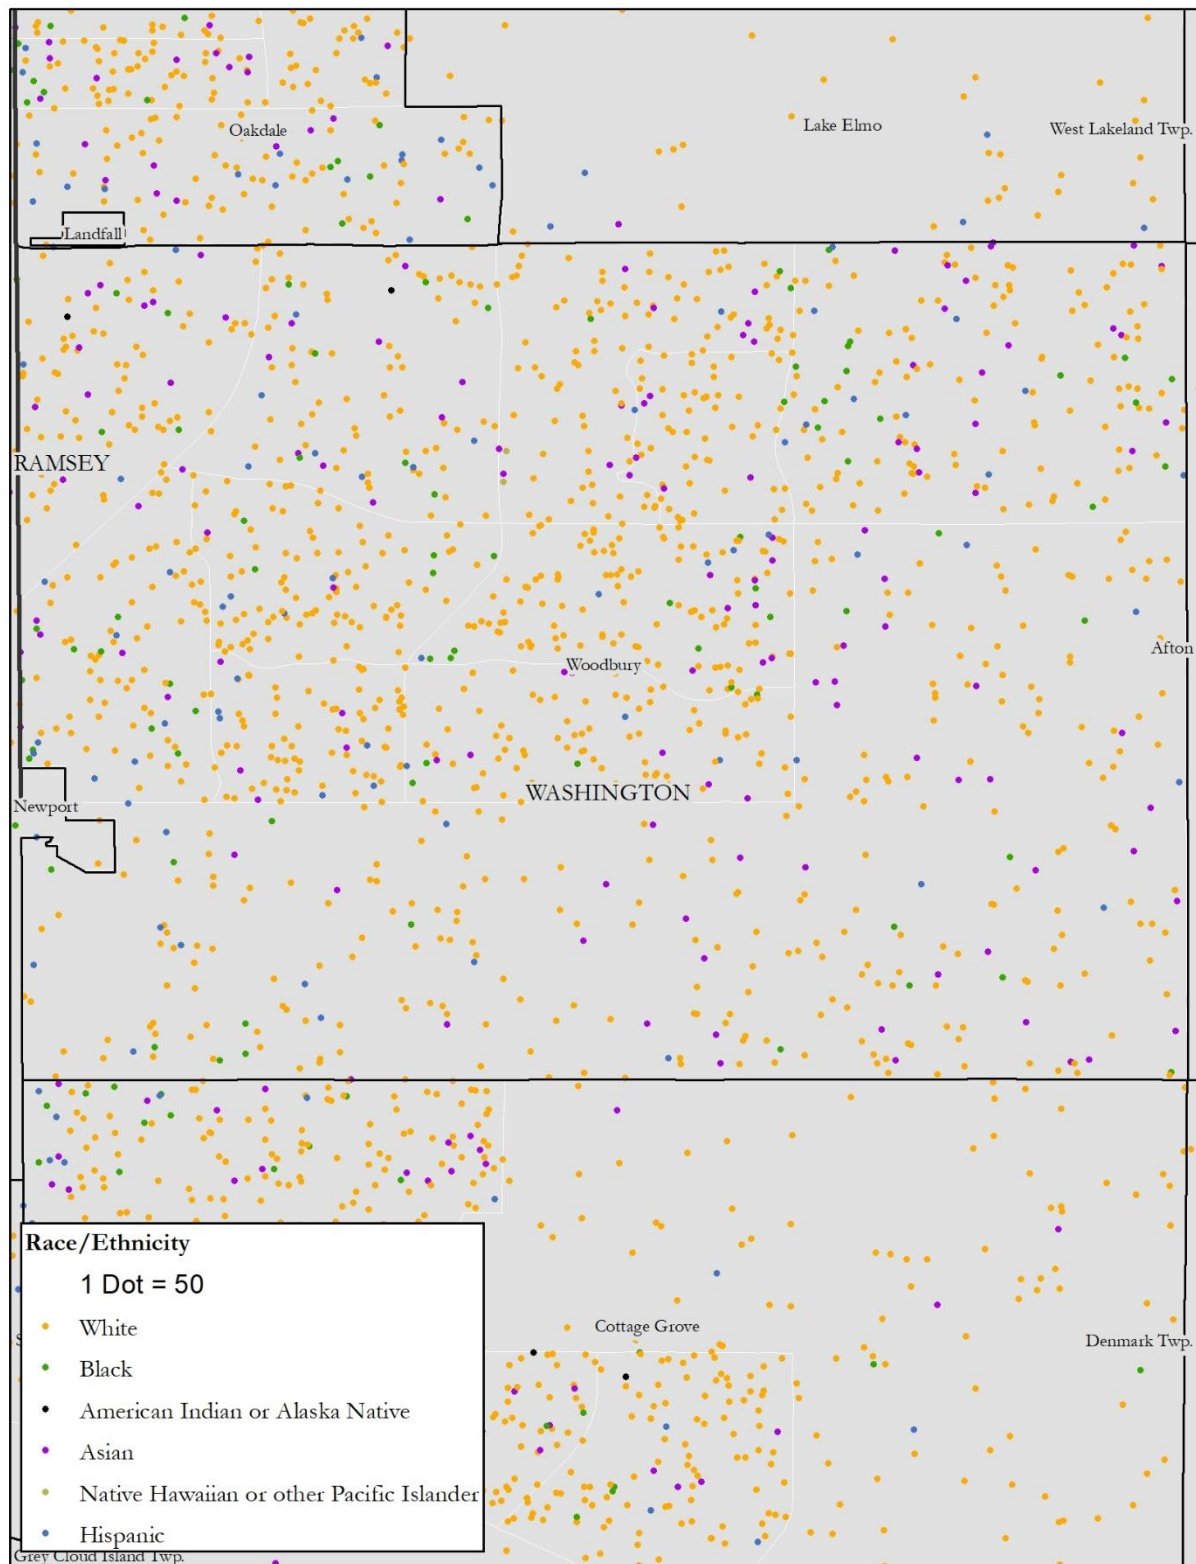 Oakdale
Lake Elmo
West Lakeland Twp.
Landfall
RAMSEY
Afton
Woodbury
WASHINGTON
Newport
Race/Ethnicity
1 Dot = 50
White
Cottage Grove
S
Denmark Twp.
Black
American Indian or Alaska Native
Asian
Native Hawaiian or other Pacific Islander
Hispanic
Grey Cloud Island Twp.